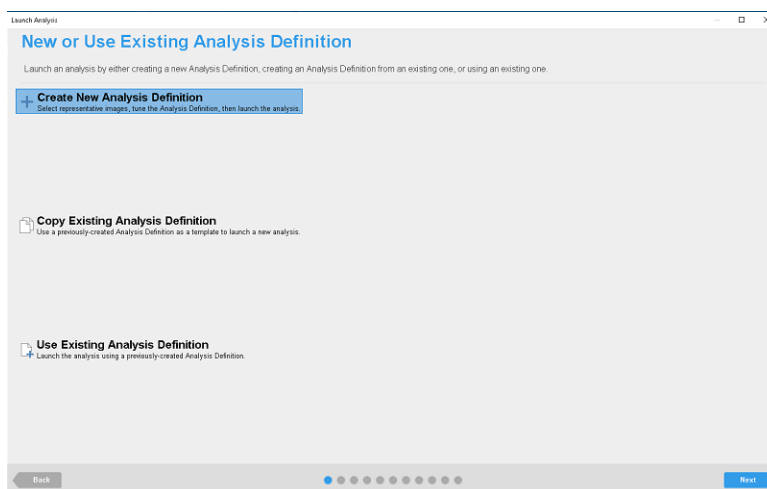 Launch Analysis
New or Use Existing Analysis Definition
Launch an analysis by either creating a new Analysis Definition, creating an Analysis Definition from an existing one, or using an existing one.
Create New Analysis Definition
Select representative images, tune the Analysis Definition, then launch the analysis.
Copy Existing Analysis Definition
Use a previously-created Analysis Definition as a template to launch a new analysis.
Use Existing Analysis Definition
Launch the analysis using a previously-created Analysis Definition.
Back
Next